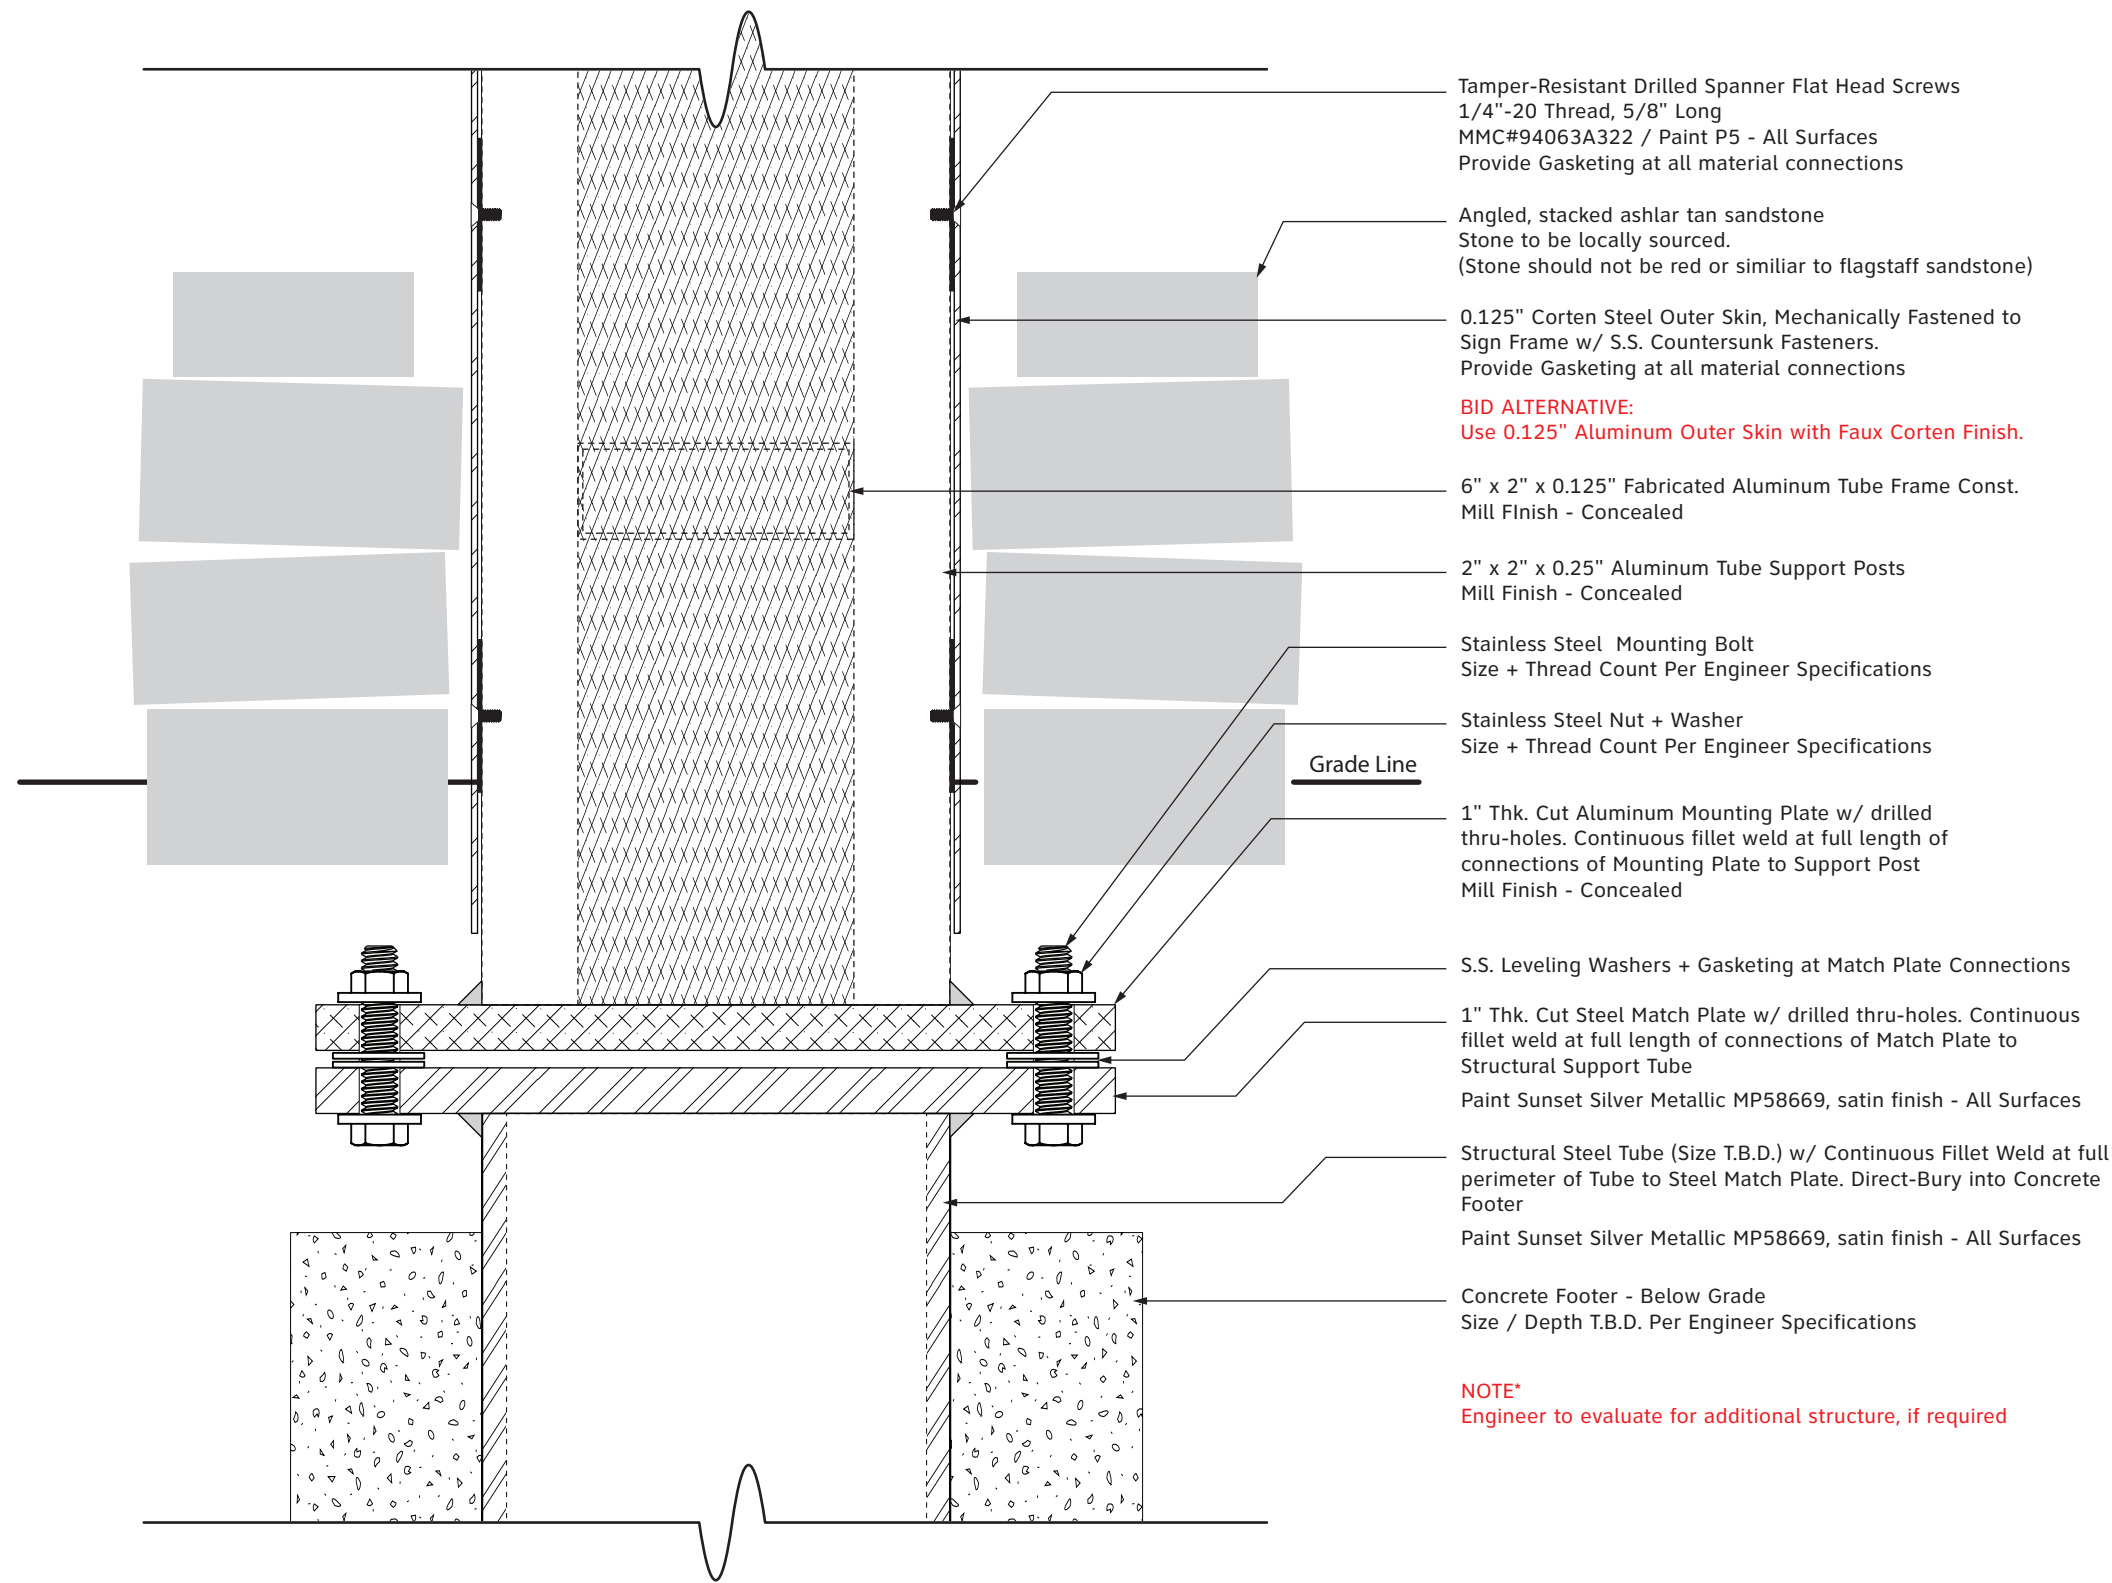 Tamper-Resistant Drilled Spanner Flat Head Screws
1/4"-20 Thread, 5/8" Long
MMC#94063A322 / Paint P5 - All Surfaces
Provide Gasketing at all material connections
Angled, stacked ashlar tan sandstone
Stone to be locally sourced.
(Stone should not be red or similiar to flagstaff sandstone)
0.125" Corten Steel Outer Skin, Mechanically Fastened to
Sign Frame w/ S.S. Countersunk Fasteners.
Provide Gasketing at all material connections
BID ALTERNATIVE:
Use 0.125" Aluminum Outer Skin with Faux Corten Finish.
6" x 2" x 0.125" Fabricated Aluminum Tube Frame Const.
Mill FInish - Concealed
2" x 2" x 0.25" Aluminum Tube Support Posts
Mill Finish - Concealed
Stainless Steel  Mounting Bolt
Size + Thread Count Per Engineer Specifications
Stainless Steel Nut + Washer
Size + Thread Count Per Engineer Specifications
Grade Line
1" Thk. Cut Aluminum Mounting Plate w/ drilled
thru-holes. Continuous fillet weld at full length of
connections of Mounting Plate to Support Post
Mill Finish - Concealed
S.S. Leveling Washers + Gasketing at Match Plate Connections
1" Thk. Cut Steel Match Plate w/ drilled thru-holes. Continuous
fillet weld at full length of connections of Match Plate to
Structural Support Tube
Paint Sunset Silver Metallic MP58669, satin finish - All Surfaces
Structural Steel Tube (Size T.B.D.) w/ Continuous Fillet Weld at full
perimeter of Tube to Steel Match Plate. Direct-Bury into Concrete
Footer
Paint Sunset Silver Metallic MP58669, satin finish - All Surfaces
Concrete Footer - Below Grade
Size / Depth T.B.D. Per Engineer Specifications
NOTE*
Engineer to evaluate for additional structure, if required